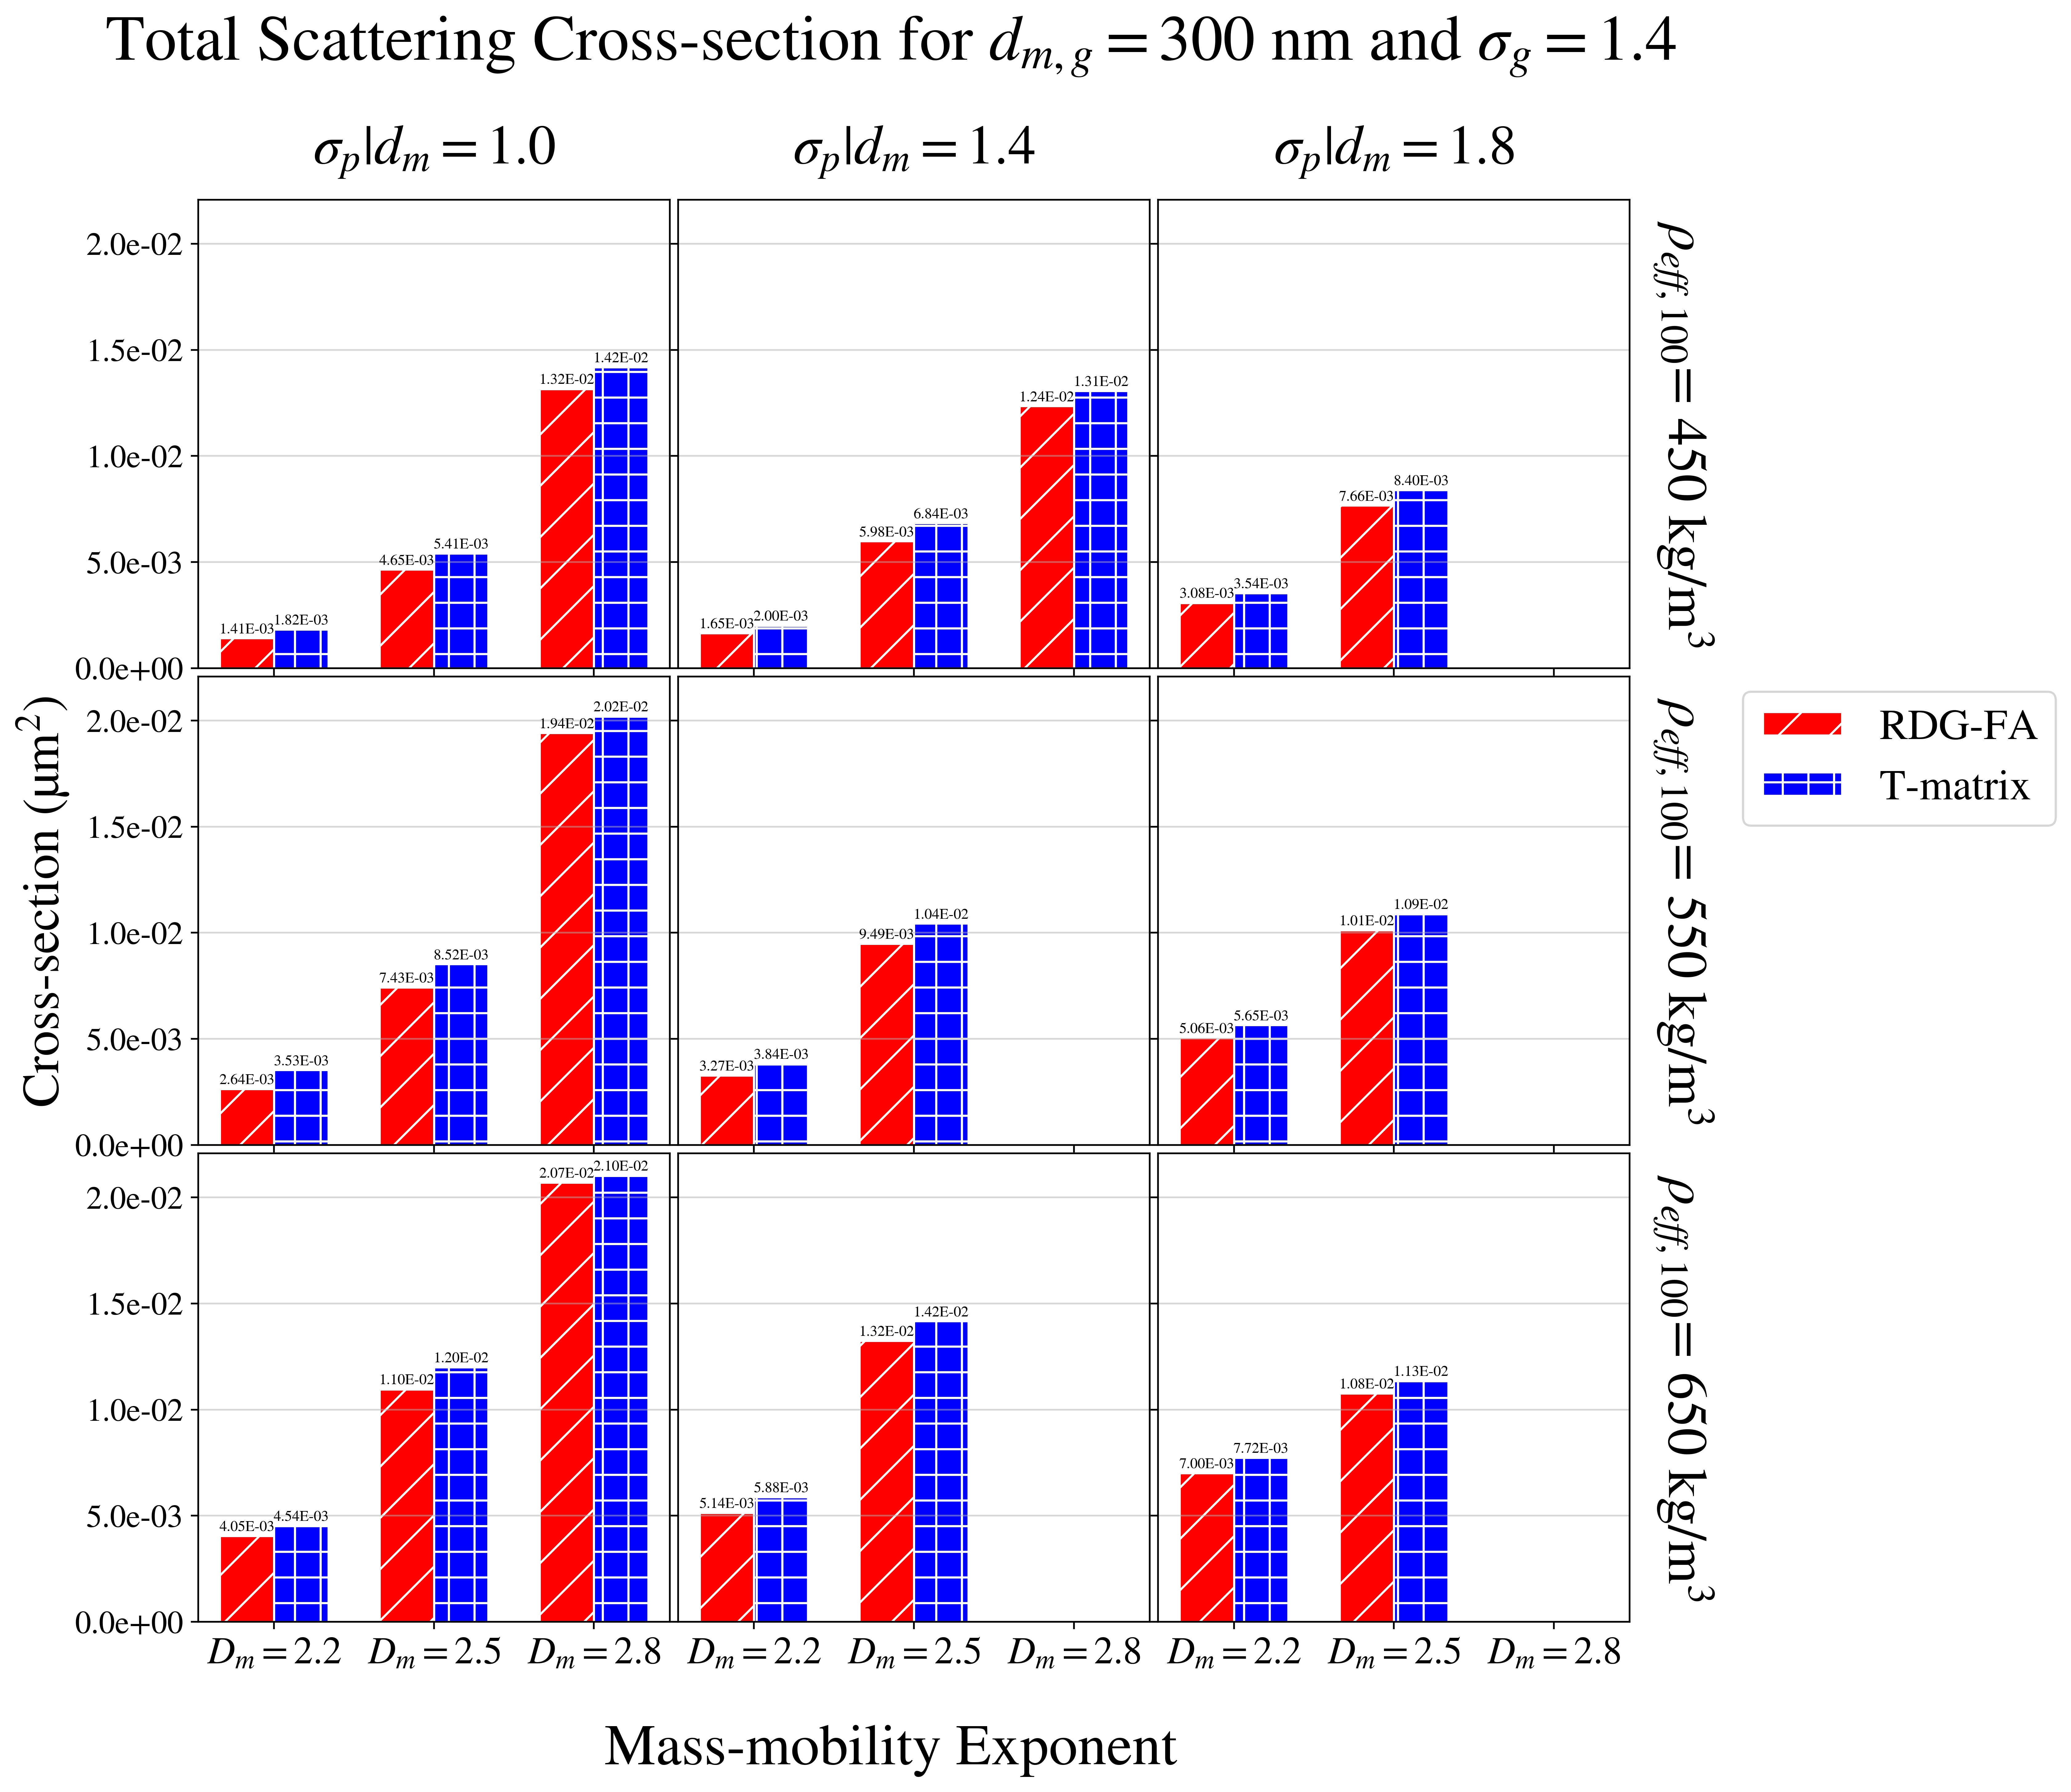 Total Scattering Cross-section for d_{m,g} = 300 nm and σ_g = 1.4
σ_p|d_m = 1.0
σ_p|d_m = 1.4
σ_p|d_m = 1.8
2.0e-02
1.5e-02
1.0e-02
5.0e-03
0.0e+00
1.41E-03
1.82E-03
4.65E-03
5.41E-03
1.32E-02
1.42E-02
1.65E-03
2.00E-03
5.98E-03
6.84E-03
1.24E-02
1.31E-02
3.08E-03
3.54E-03
7.66E-03
8.40E-03
ρ_{eff, 100} = 450 kg/m³
Cross-section (μm²)
2.0e-02
1.5e-02
1.0e-02
5.0e-03
0.0e+00
2.64E-03
3.53E-03
7.43E-03
8.52E-03
1.94E-02
2.02E-02
3.27E-03
3.84E-03
9.49E-03
1.04E-02
5.06E-03
5.65E-03
1.01E-02
1.09E-02
ρ_{eff, 100} = 550 kg/m³
RDG-FA
T-matrix
2.0e-02
1.5e-02
1.0e-02
5.0e-03
0.0e+00
4.05E-03
4.54E-03
1.10E-02
1.20E-02
2.07E-02
2.10E-02
5.14E-03
5.88E-03
1.32E-02
1.42E-02
7.00E-03
7.72E-03
1.08E-02
1.13E-02
ρ_{eff, 100} = 650 kg/m³
D_m = 2.2
D_m = 2.5
D_m = 2.8
D_m = 2.2
D_m = 2.5
D_m = 2.8
D_m = 2.2
D_m = 2.5
D_m = 2.8
Mass-mobility Exponent